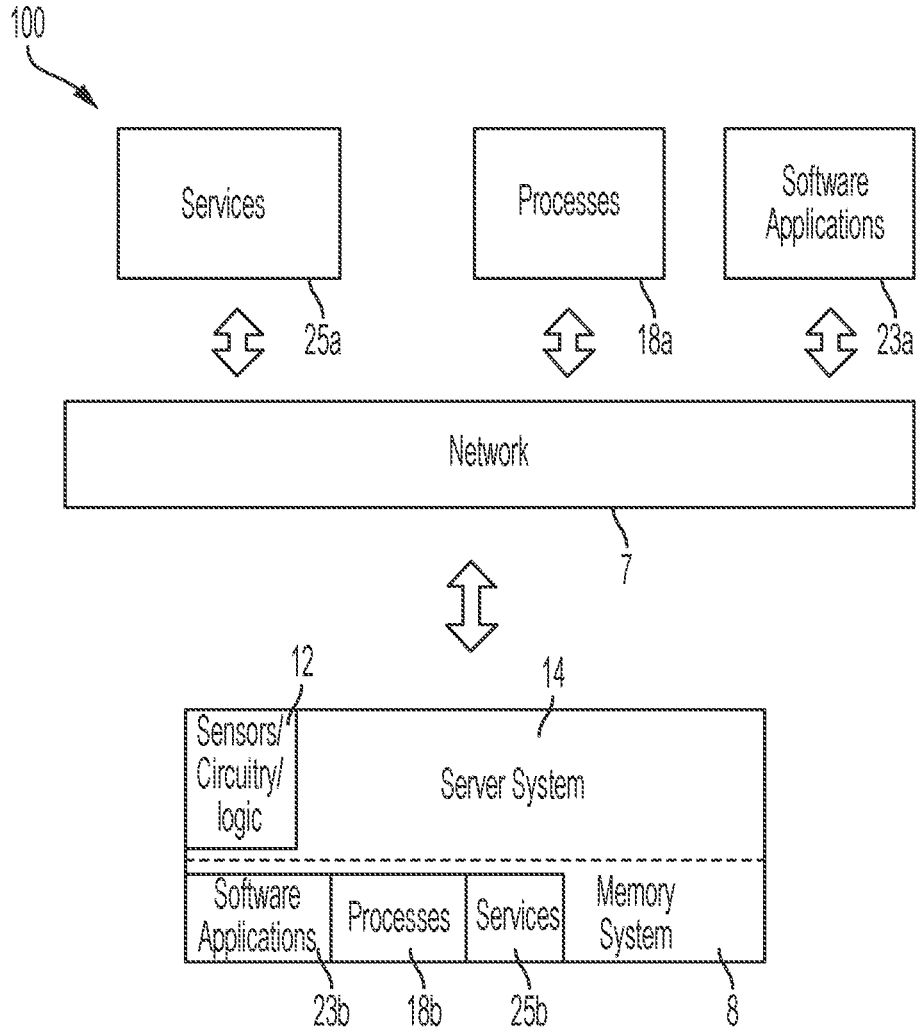 100
Services
Processes
Software
Applications
25a
18a
23a
Network
7
12
14
Sensors/
Circuitry/
logic
Server System
Software
Applications
Processes
Services
Memory
System
23b
18b
25b
8